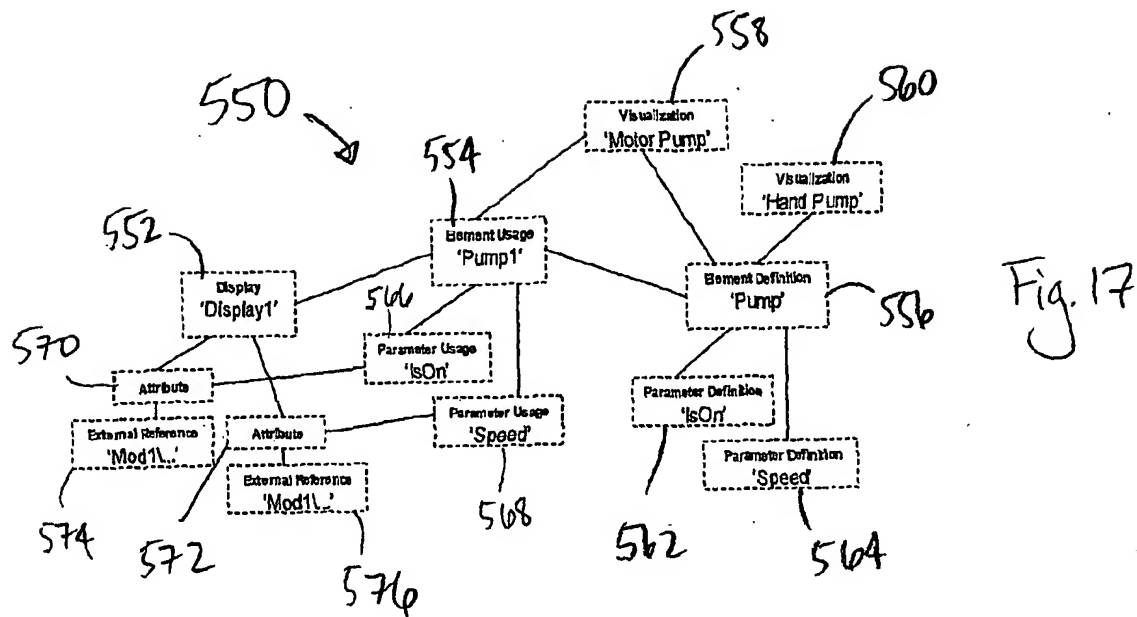 558
550
560
Visualization
'Motor Pump'
554
Visualization
'Hand Pump'
552
Element Usage
'Pump1'
Display
'Display1'
Element Definition
'Pump'
556
Fig. 17
566
570
Parameter Usage
'IsOn'
Attribute
Parameter Definition
'IsOn'
Parameter Usage
'Speed'
External Reference
'Mod1\...'
Attribute
Parameter Definition
'Speed'
External Reference
'Mod1\...'
568
574
572
562
564
576